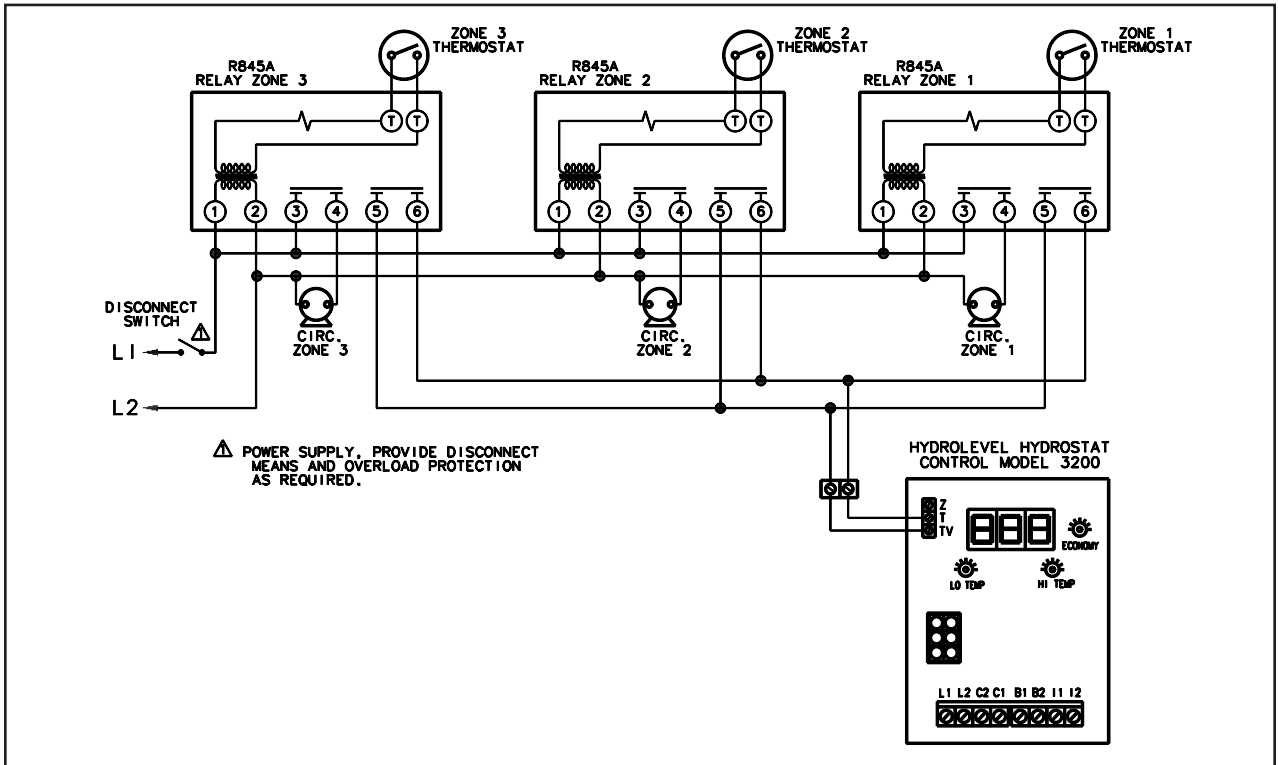 ZONE 3
THERMOSTAT
ZONE 2
THERMOSTAT
ZONE 1
THERMOSTAT
R845A
RELAY ZONE 3
R845A
RELAY ZONE 2
R845A
RELAY ZONE 1
T T
T T
T T
1 2 3 4 5 6
1 2 3 4 5 6
1 2 3 4 5 6
DISCONNECT
SWITCH
1
L1
L2
CIRC.
ZONE 3
CIRC.
ZONE 2
CIRC.
ZONE 1
1 POWER SUPPLY, PROVIDE DISCONNECT
MEANS AND OVERLOAD PROTECTION
AS REQUIRED.
HYDROLEVEL HYDROSTAT
CONTROL MODEL 3200
Z
T
TV
888
ECONOMY
LO TEMP
HI TEMP
L1 L2 C2 C1 B1 B2 I1 I2